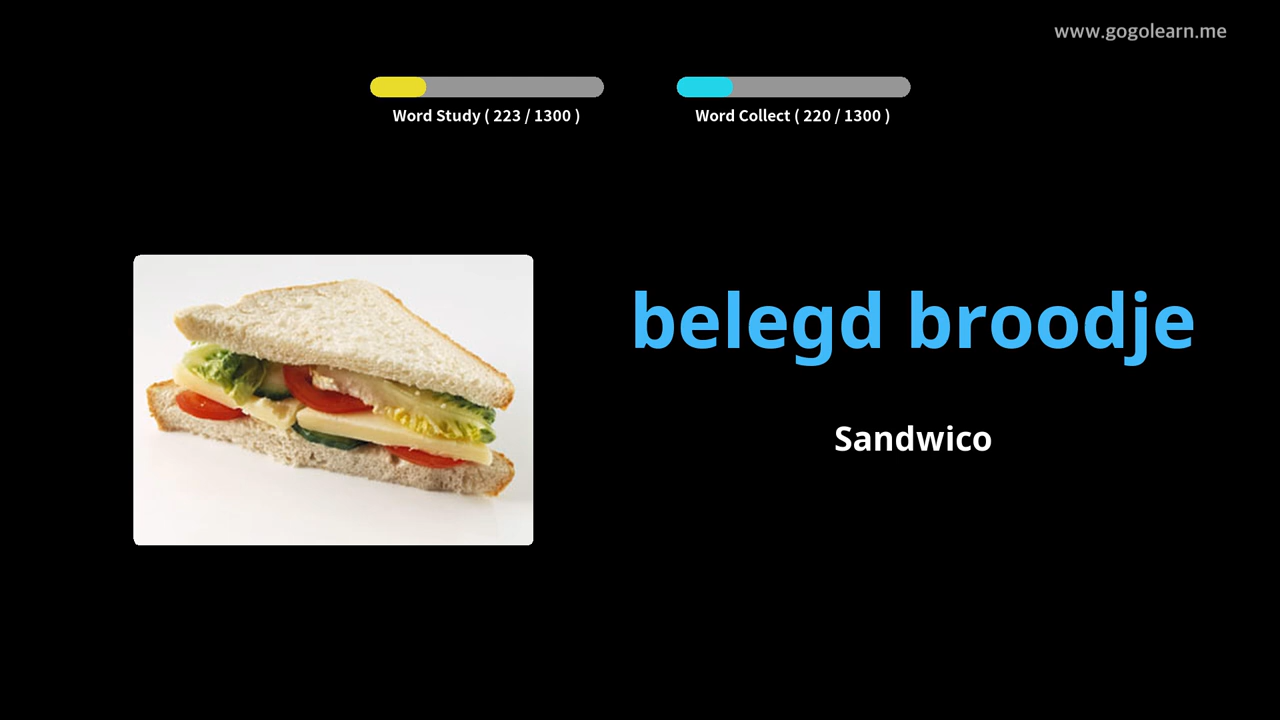 www.gogolearn.me
Word Study ( 223 / 1300 )
Word Collect ( 220 / 1300 )
belegd broodje
Sandwico